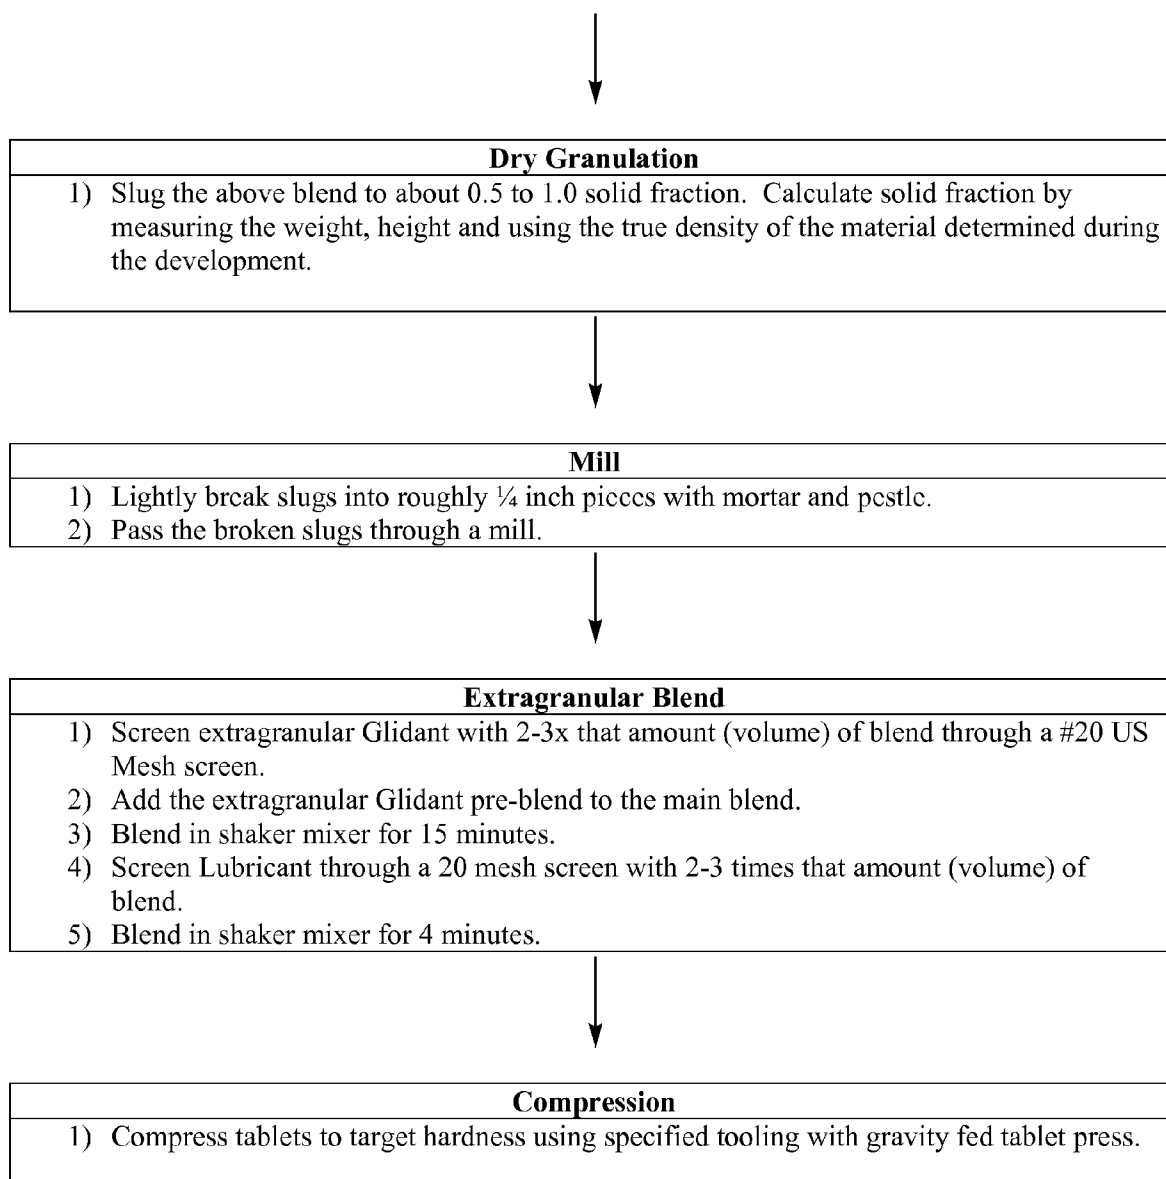 Dry Granulation
1) Slug the above blend to about 0.5 to 1.0 solid fraction.  Calculate solid fraction by
measuring the weight, height and using the true density of the material determined during
the development.
Mill
1) Lightly break slugs into roughly ¼ inch pieces with mortar and pestle.
2) Pass the broken slugs through a mill.
Extragranular Blend
1) Screen extragranular Glidant with 2-3x that amount (volume) of blend through a #20 US
Mesh screen.
2) Add the extragranular Glidant pre-blend to the main blend.
3) Blend in shaker mixer for 15 minutes.
4) Screen Lubricant through a 20 mesh screen with 2-3 times that amount (volume) of
blend.
5) Blend in shaker mixer for 4 minutes.
Compression
1) Compress tablets to target hardness using specified tooling with gravity fed tablet press.